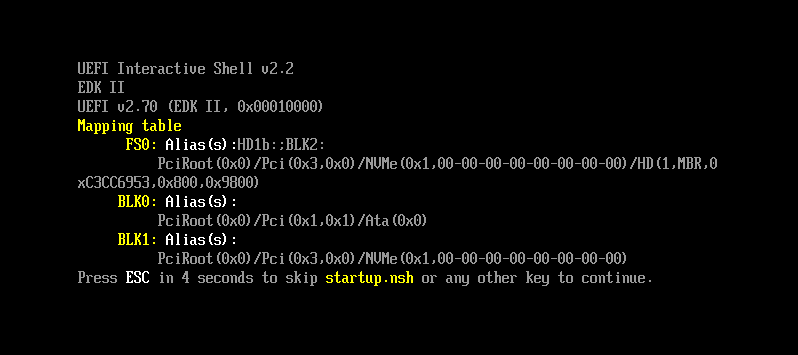 UEFI Interactive Shell v2.2
EDK II
UEFI v2.70 (EDK II, 0x00010000)
Mapping table
FS0: Alias(s):HD1b:;BLK2:
PciRoot(0x0)/Pci(0x3,0x0)/NVMe(0x1,00-00-00-00-00-00-00-00)/HD(1,MBR,0
xC3CC6953,0x800,0x9800)
BLK0: Alias(s):
PciRoot(0x0)/Pci(0x1,0x1)/Ata(0x0)
BLK1: Alias(s):
PciRoot(0x0)/Pci(0x3,0x0)/NVMe(0x1,00-00-00-00-00-00-00-00)
Press ESC in 4 seconds to skip startup.nsh or any other key to continue.